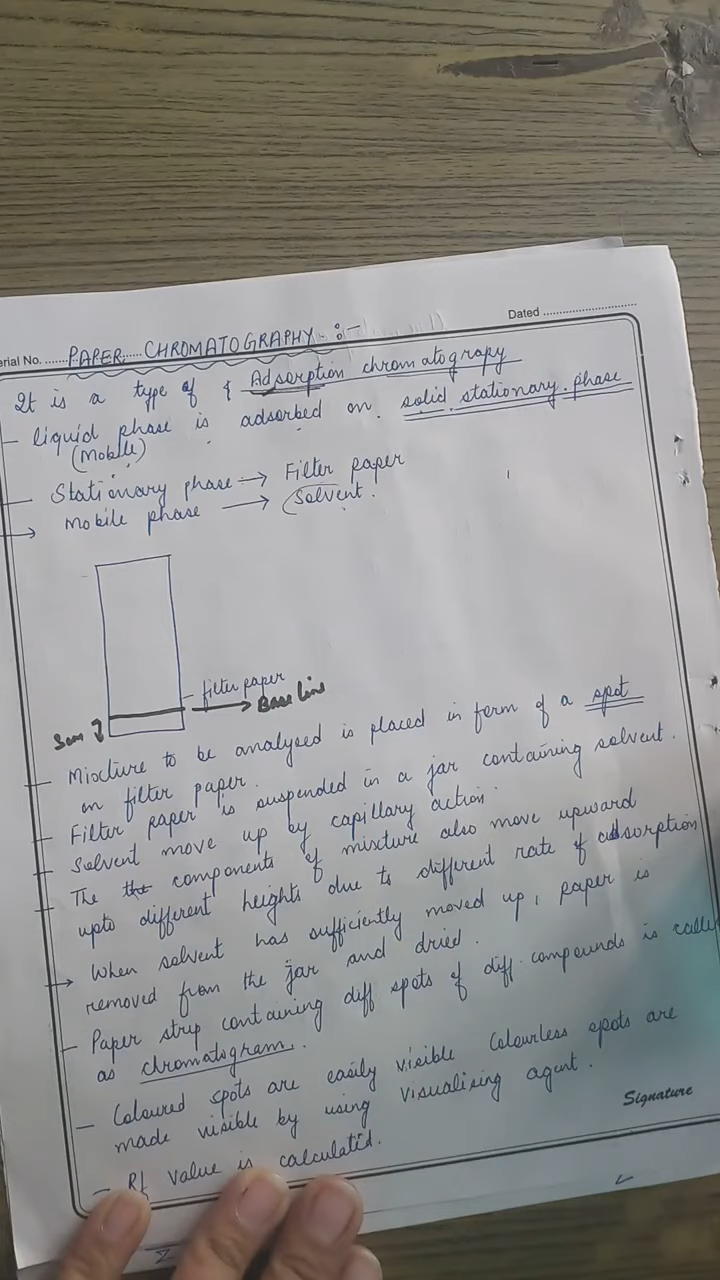 erial No. ....... PAPER CHROMATOGRAPHY :-
Dated ........................
It is a type of Adsorption chromatograpy
- liquid phase is adsorbed on solid stationary phase
(Mobile)
- Stationary phase → Filter paper
→ Mobile phase → Solvent.
- filter paper
→ Base line
- Mixture to be analysed is placed in form of a spot
on filter paper.
- Filter paper is suspended in a jar containing solvent.
- Solvent move up by capillary action.
- The components of mixture also move upward
upto different heights due to different rate of adsorption
→ When solvent has sufficiently moved up, paper is
removed from the jar and dried.
- Paper strip containing diff spots of diff. compounds is called
as chromatogram.
- Coloured spots are easily visible Colourless spots are
made visible by using visualising agent.
- Rf value is calculated.
Signature